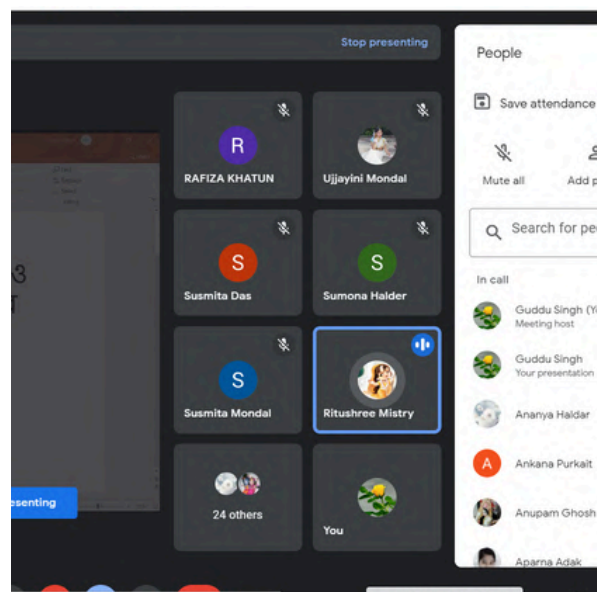 Stop presenting
R
RAFIZA KHATUN
Ujjayini Mondal
S
Susmita Das
S
Sumona Halder
S
Susmita Mondal
Ritushree Mistry
24 others
You
esenting
People
Save attendance
Mute all
Add p
Search for peo
In call
Guddu Singh (Yo
Meeting host
Guddu Singh
Your presentation
Ananya Haldar
A
Ankana Purkait
Anupam Ghosh
Aparna Adak